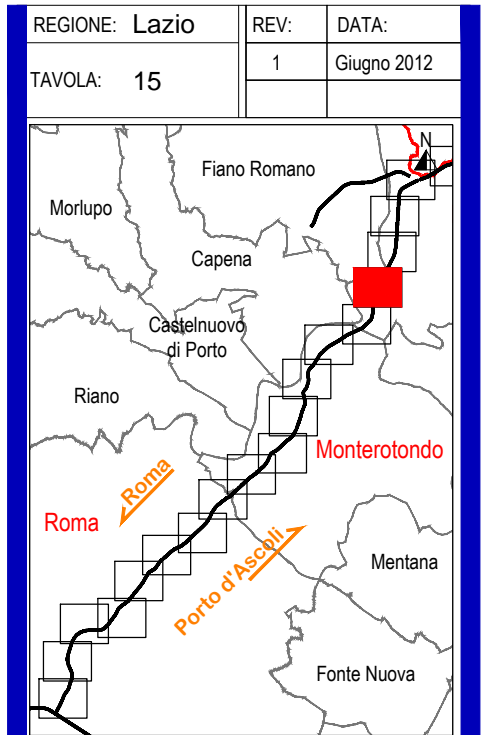 REGIONE: Lazio
REV:
DATA:
TAVOLA: 15
1
Giugno 2012
N
Fiano Romano
Morlupo
Capena
Castelnuovo
di Porto
Riano
Monterotondo
Roma
Roma
Porto d'Ascoli
Mentana
Fonte Nuova